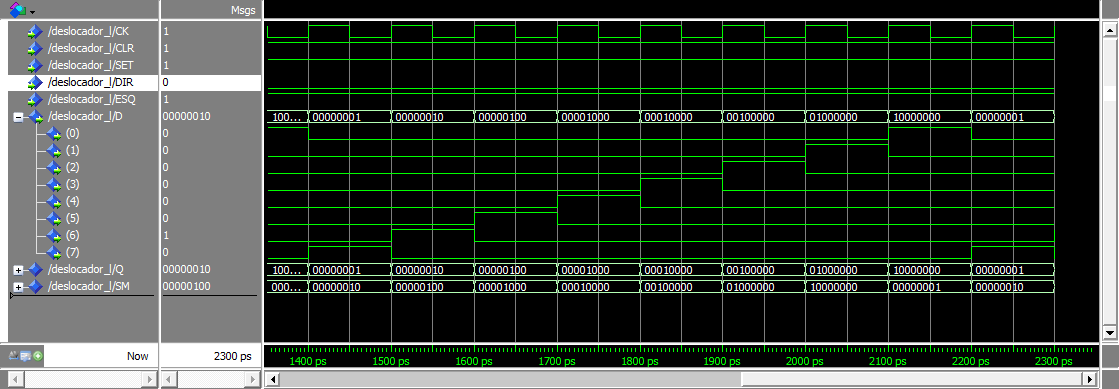 Msgs
/deslocador_l/CK 1
/deslocador_l/CLR 1
/deslocador_l/SET 1
/deslocador_l/DIR 0
/deslocador_l/ESQ 1
/deslocador_l/D 00000010 100... 00000001 00000010 00000100 00001000 00010000 00100000 01000000 10000000 00000001
(0) 0
(1) 0
(2) 0
(3) 0
(4) 0
(5) 0
(6) 1
(7) 0
/deslocador_l/Q 00000010 100... 00000001 00000010 00000100 00001000 00010000 00100000 01000000 10000000 00000001
/deslocador_l/SM 00000100 000... 00000010 00000100 00001000 00010000 00100000 01000000 10000000 00000001 00000010
Now 2300 ps 1400 ps 1500 ps 1600 ps 1700 ps 1800 ps 1900 ps 2000 ps 2100 ps 2200 ps 2300 ps